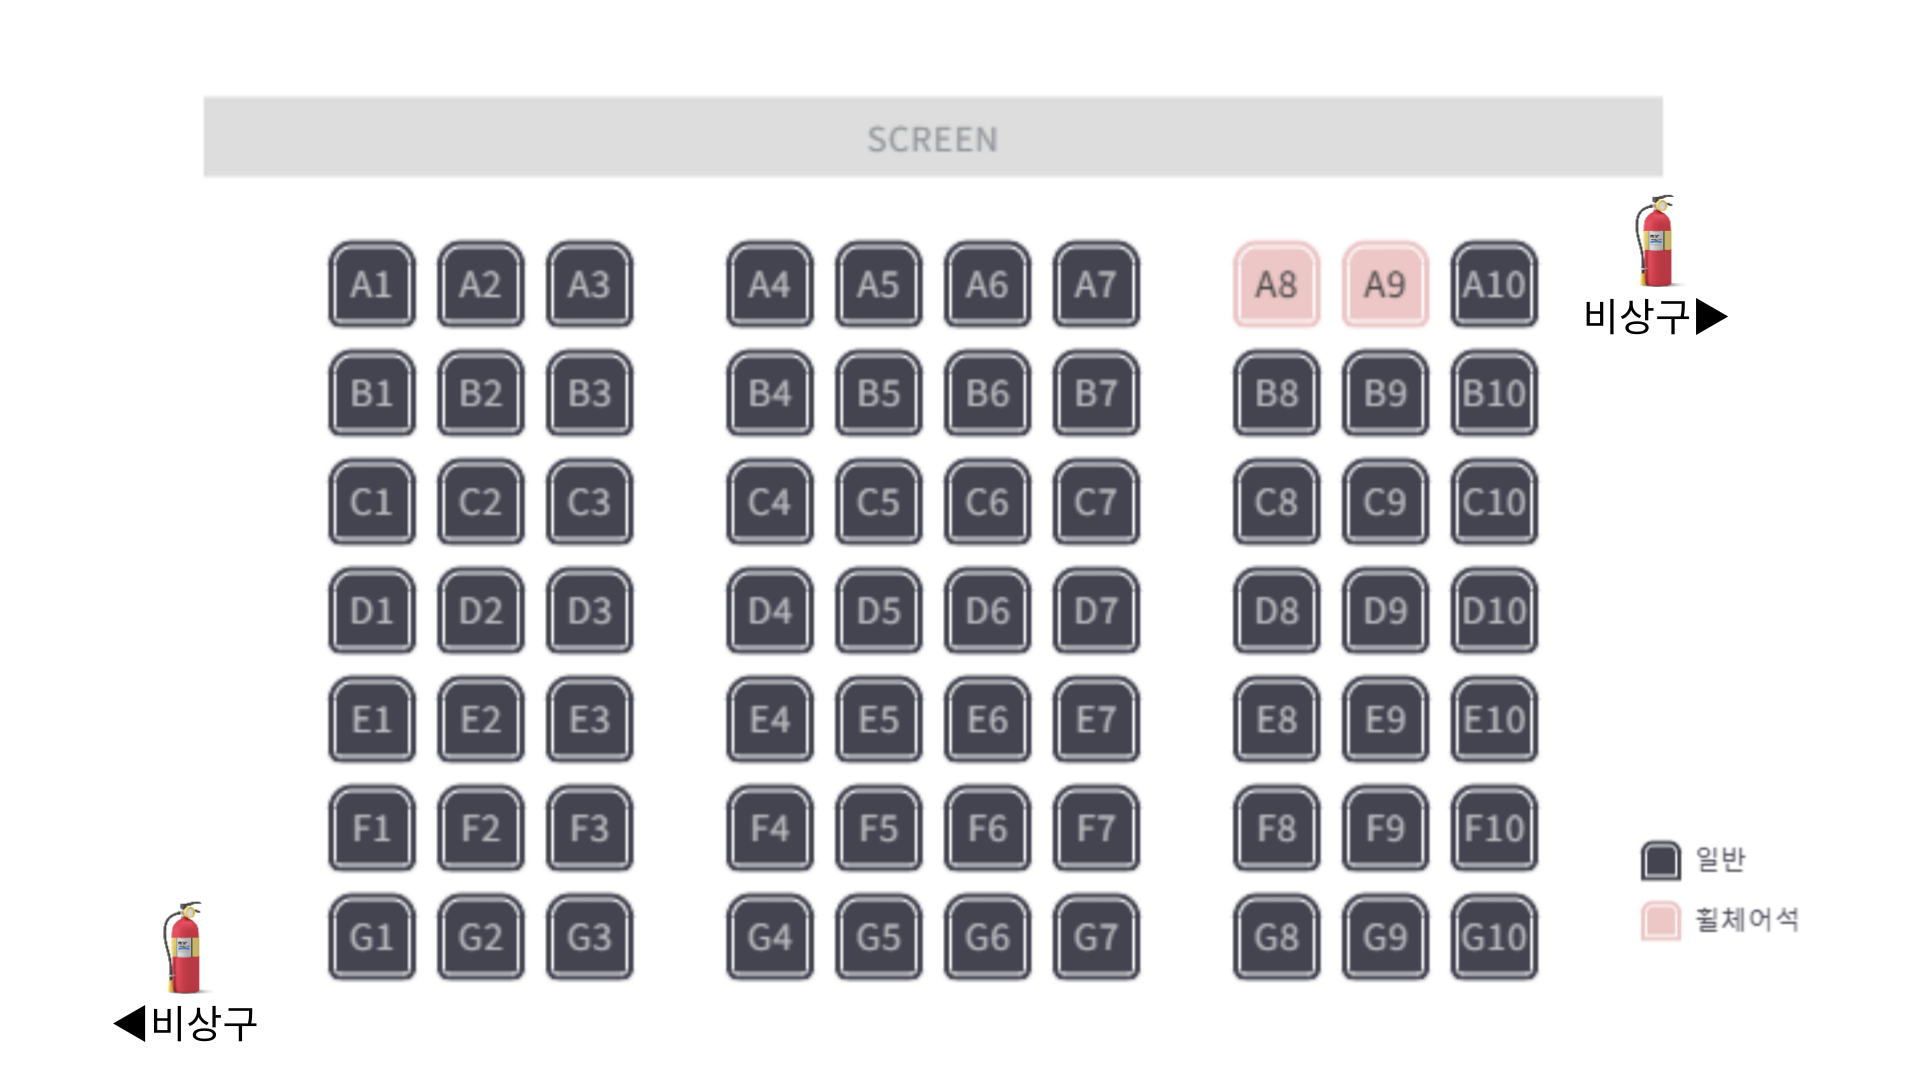 SCREEN
A1 A2 A3 A4 A5 A6 A7 A8 A9 A10
비상구▶
B1 B2 B3 B4 B5 B6 B7 B8 B9 B10
C1 C2 C3 C4 C5 C6 C7 C8 C9 C10
D1 D2 D3 D4 D5 D6 D7 D8 D9 D10
E1 E2 E3 E4 E5 E6 E7 E8 E9 E10
F1 F2 F3 F4 F5 F6 F7 F8 F9 F10
일반
휠체어석
G1 G2 G3 G4 G5 G6 G7 G8 G9 G10
◀비상구